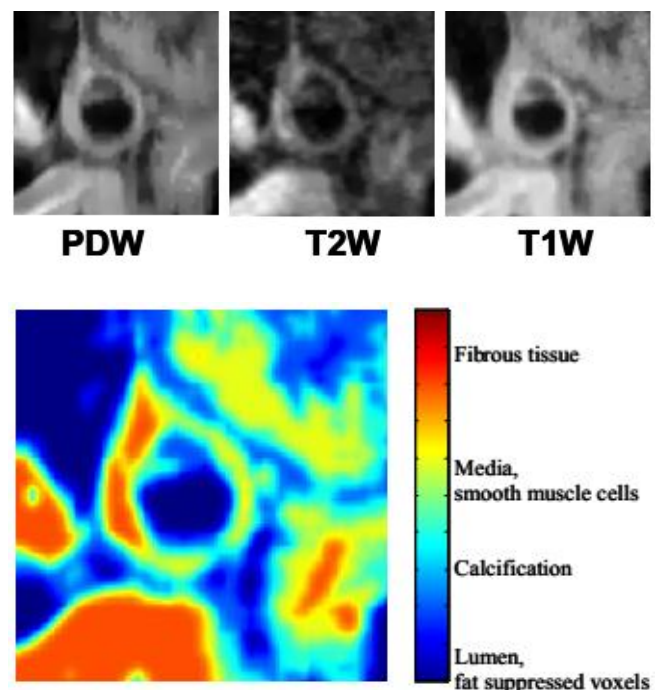 PDW T2W T1W
Fibrous tissue
Media,
smooth muscle cells
Calcification
Lumen,
fat suppressed voxels